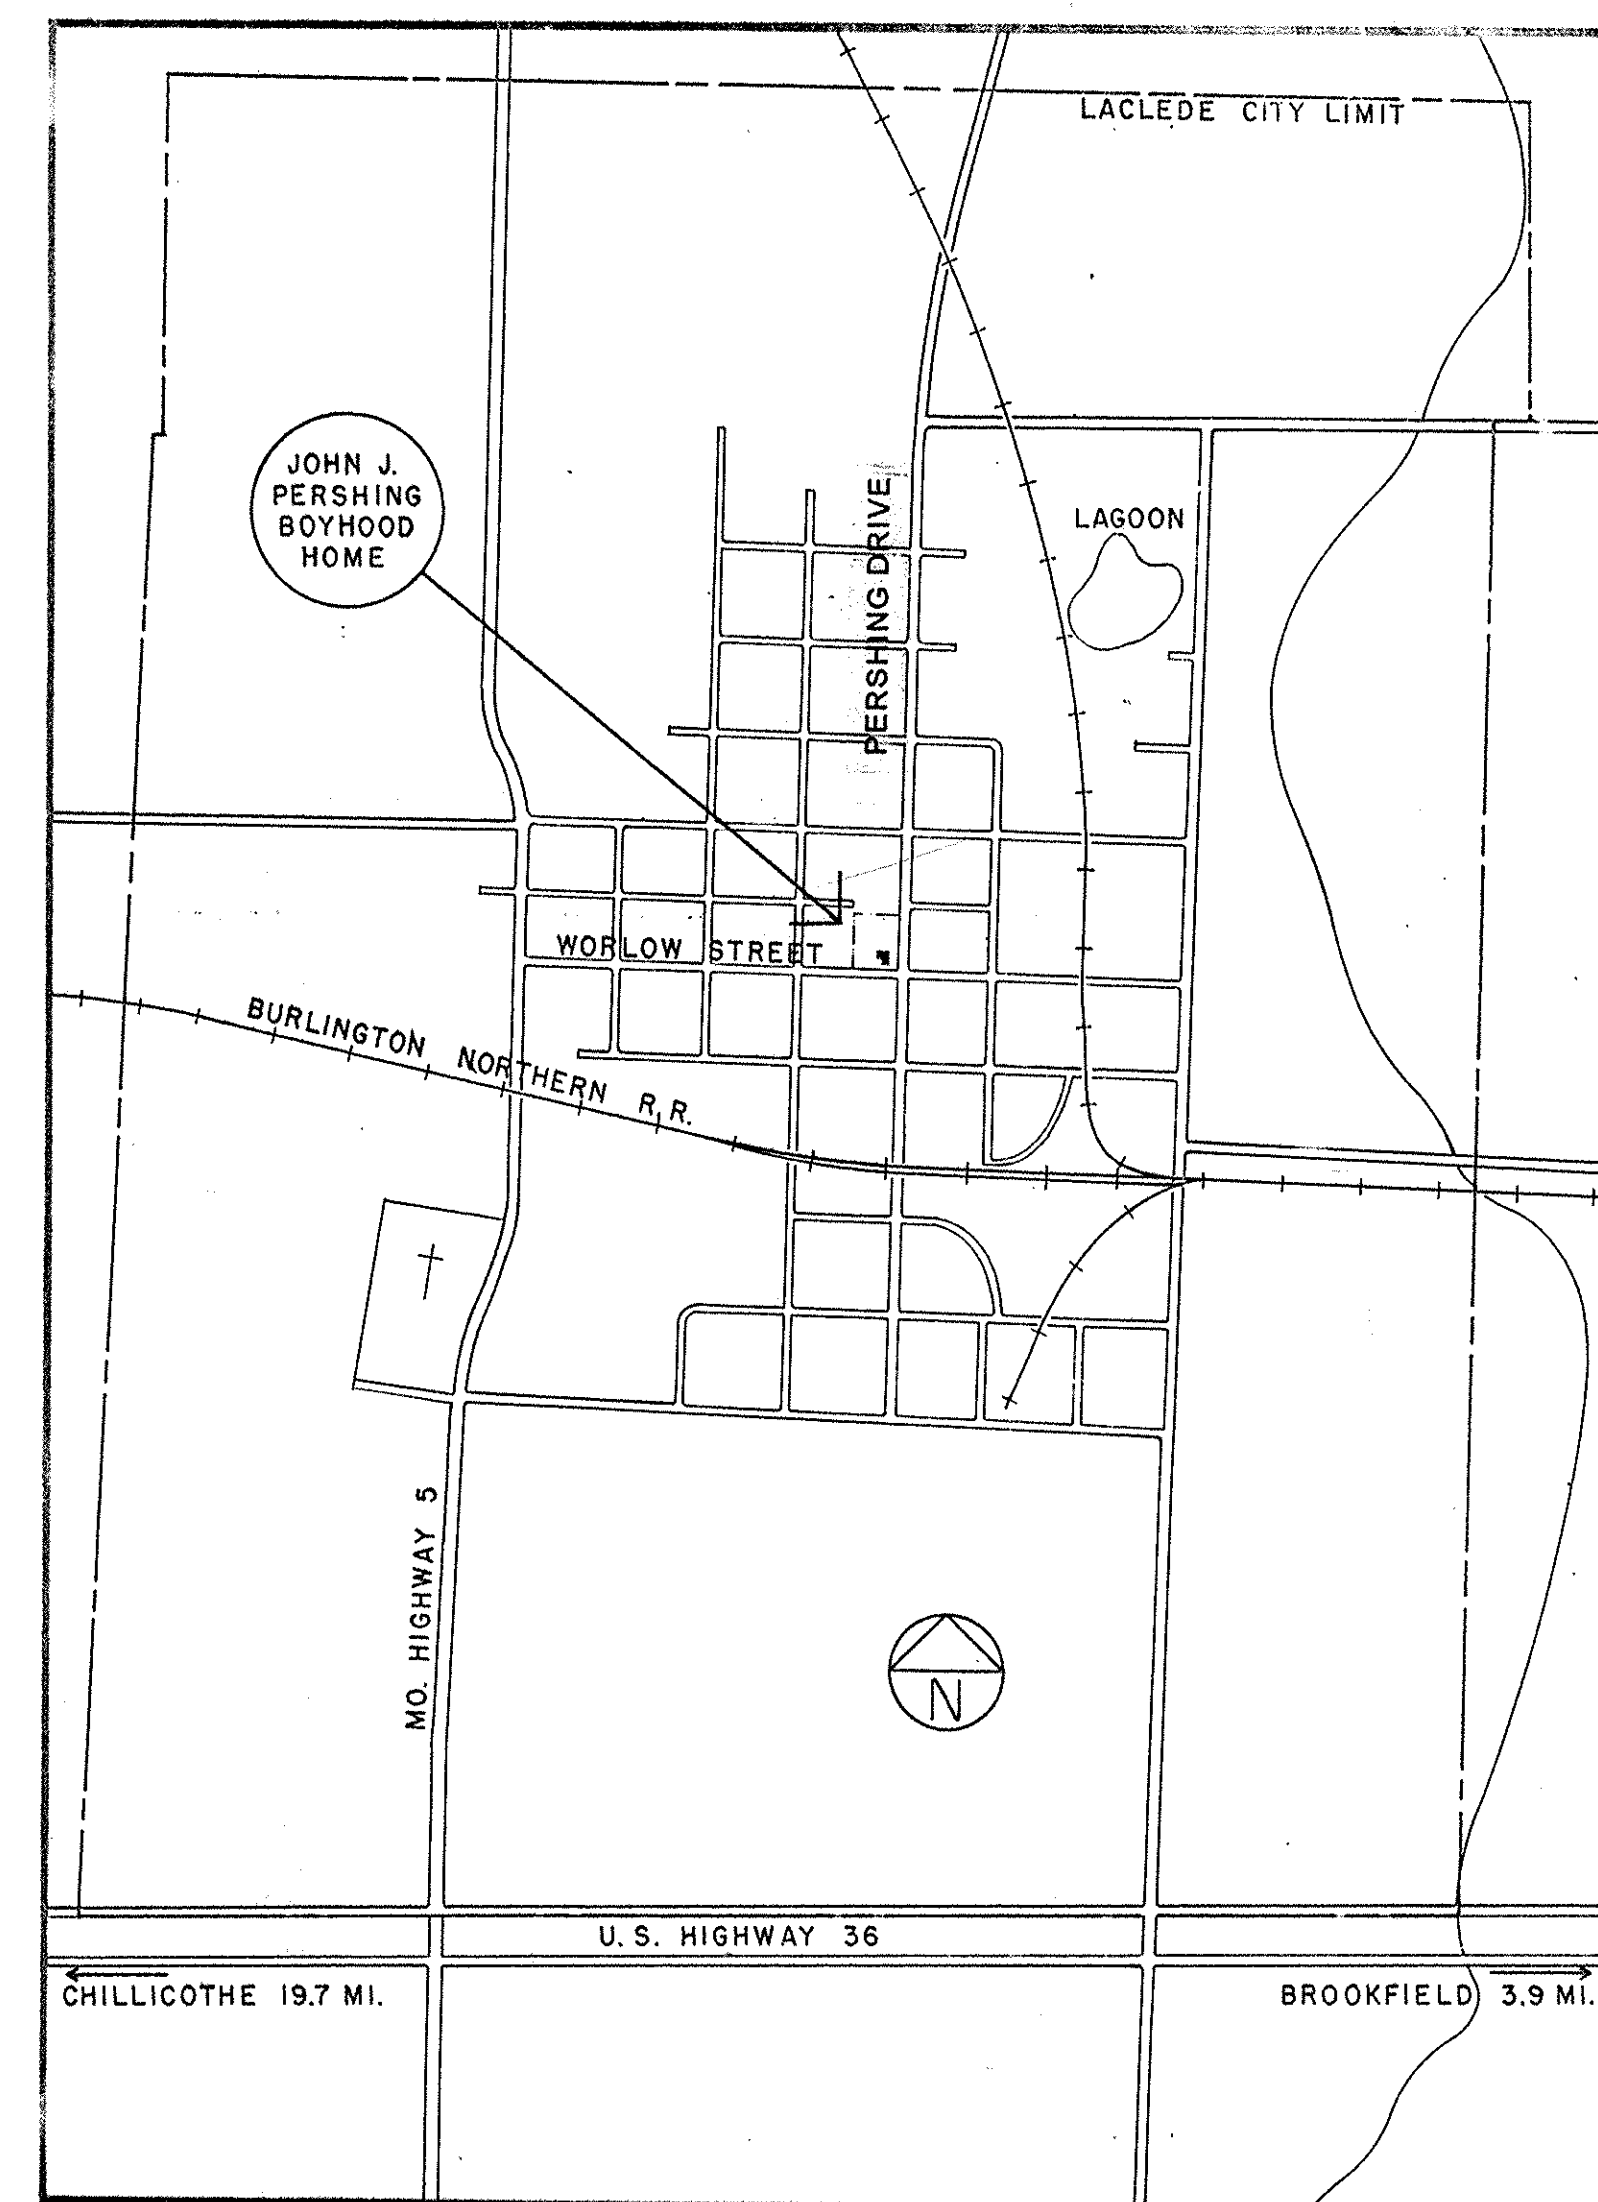 LACLEDE CITY LIMIT
JOHN J.
PERSHING
BOYHOOD
HOME
PERSHING DRIVE
LAGOON
WORLOW STREET
BURLINGTON NORTHERN R.R.
MO. HIGHWAY 5
N
U.S. HIGHWAY 36
CHILLICOTHE 19.7 MI.
BROOKFIELD 3.9 MI.